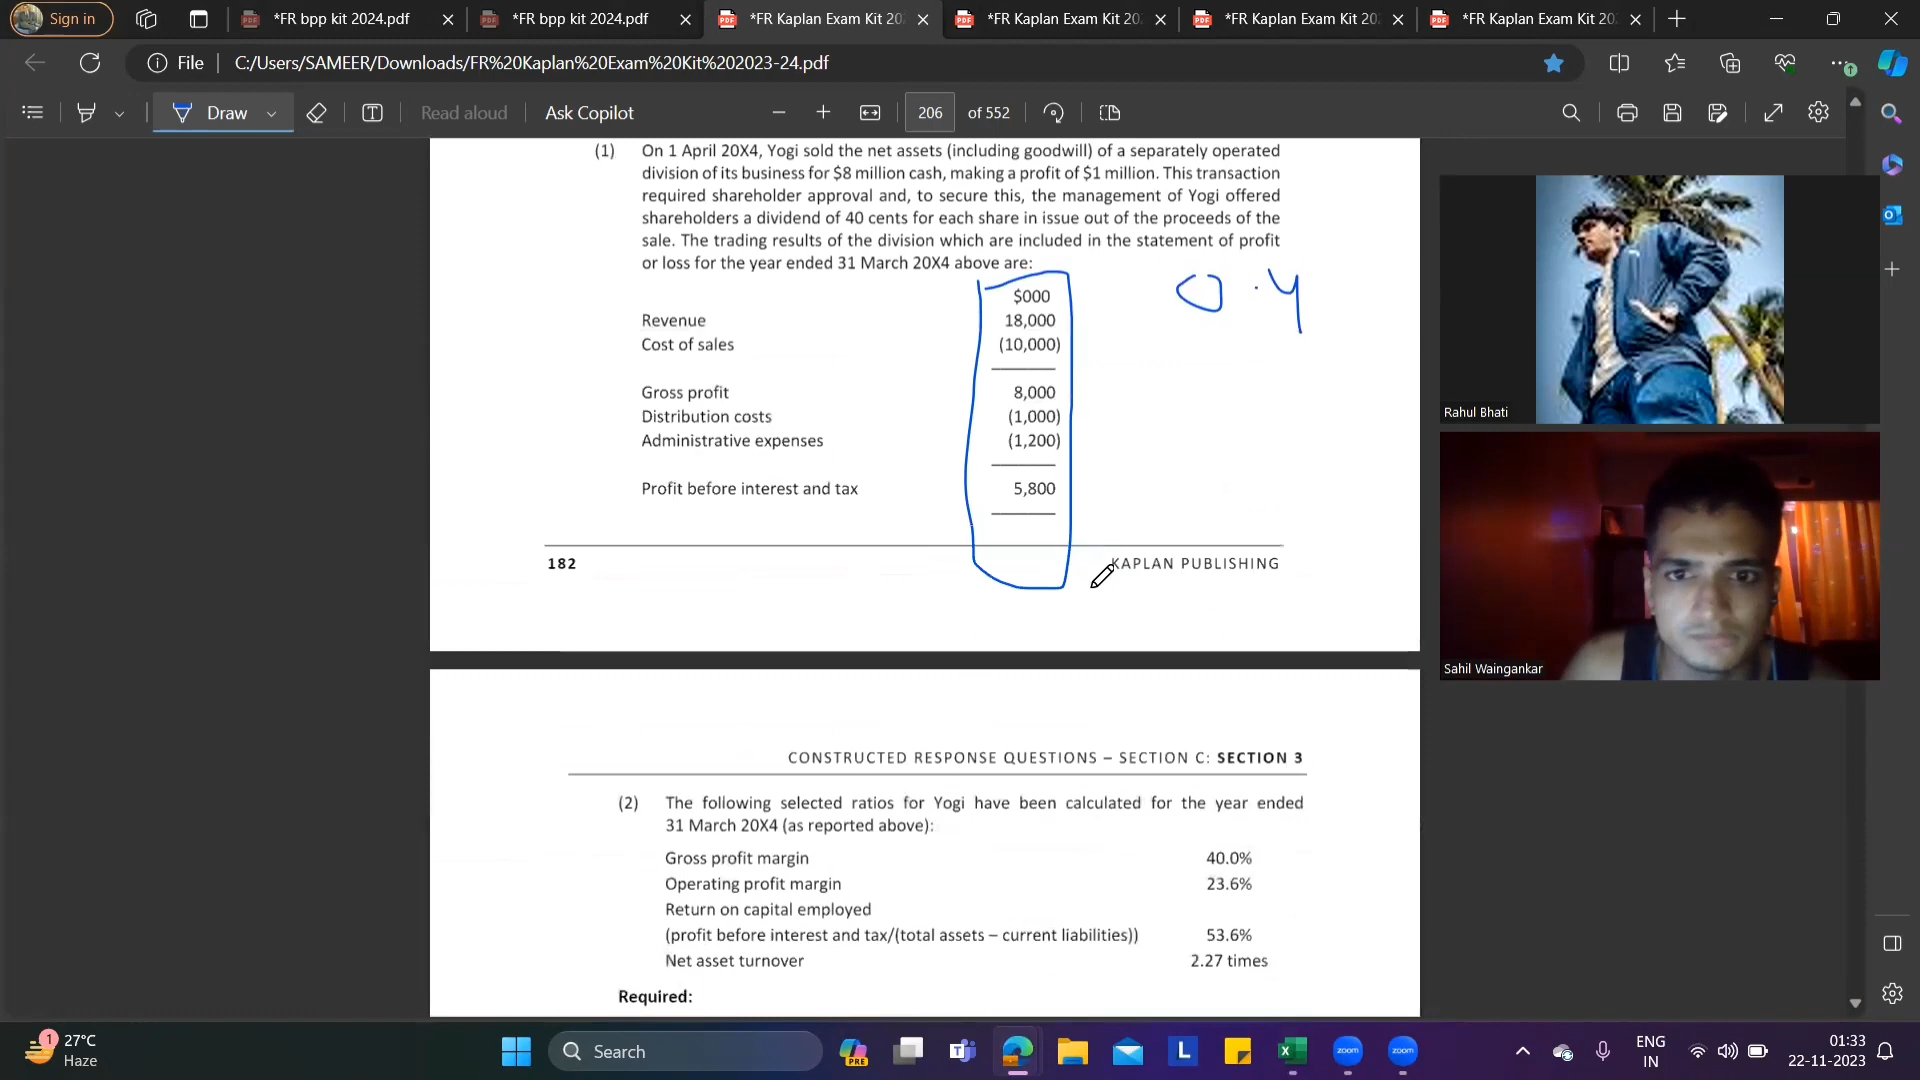 Sign in
*FR bpp kit 2024.pdf
*FR bpp kit 2024.pdf
*FR Kaplan Exam Kit 202
*FR Kaplan Exam Kit 20
*FR Kaplan Exam Kit 20
*FR Kaplan Exam Kit 20
File
C:/Users/SAMEER/Downloads/FR%20Kaplan%20Exam%20Kit%202023-24.pdf
Draw
Read aloud
Ask Copilot
206 of 552
(1) On 1 April 20X4, Yogi sold the net assets (including goodwill) of a separately operated
division of its business for $8 million cash, making a profit of $1 million. This transaction
required shareholder approval and, to secure this, the management of Yogi offered
shareholders a dividend of 40 cents for each share in issue out of the proceeds of the
sale. The trading results of the division which are included in the statement of profit
or loss for the year ended 31 March 20X4 above are:
0.4
$000
Revenue 18,000
Cost of sales (10,000)
Gross profit 8,000
Distribution costs (1,000)
Administrative expenses (1,200)
Profit before interest and tax 5,800
182 KAPLAN PUBLISHING
CONSTRUCTED RESPONSE QUESTIONS – SECTION C: SECTION 3
(2) The following selected ratios for Yogi have been calculated for the year ended
31 March 20X4 (as reported above):
Gross profit margin 40.0%
Operating profit margin 23.6%
Return on capital employed
(profit before interest and tax/(total assets – current liabilities)) 53.6%
Net asset turnover 2.27 times
Required:
Rahul Bhati
Sahil Waingankar
1
27°C
Haze
Search
PRE
L
zoom
zoom
ENG
IN
01:33
22-11-2023